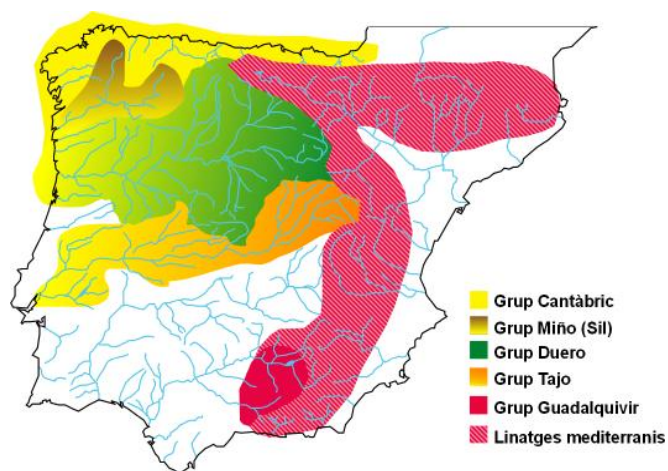 Grup Cantàbric
Grup Miño (Sil)
Grup Duero
Grup Tajo
Grup Guadalquivir
Linatges mediterranis